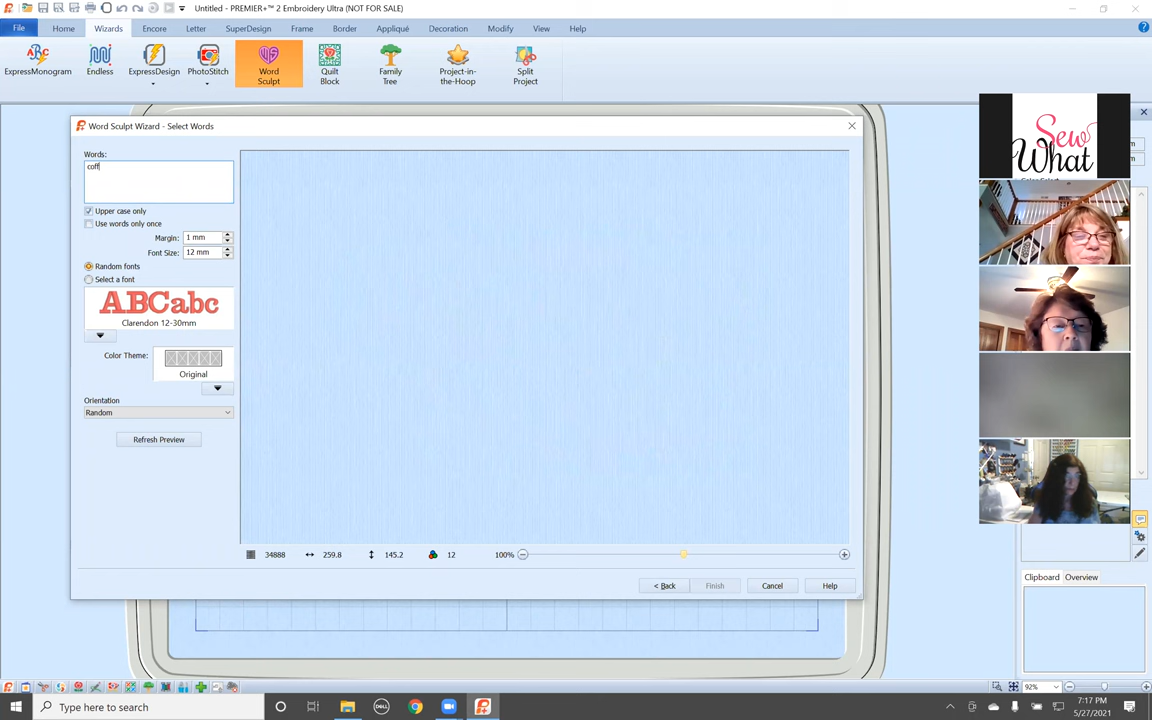 Untitled - PREMIER+™ 2 Embroidery Ultra (NOT FOR SALE)
File Home Wizards Encore Letter SuperDesign Frame Border Appliqué Decoration Modify View Help
ExpressMonogram Endless ExpressDesign PhotoStitch Word Sculpt Quilt Block Family Tree Project-in-the-Hoop Split Project
Word Sculpt Wizard - Select Words
Words:
coff
Upper case only
Use words only once
Margin: 1 mm
Font Size: 12 mm
Random fonts
Select a font
ABCabc
Clarendon 12-30mm
Color Theme:
Original
Orientation
Random
Refresh Preview
34888 259.8 145.2 12 100%
< Back Finish Cancel Help
Sew What
Clipboard Overview
92%
Type here to search
DELL
7:17 PM
5/27/2021